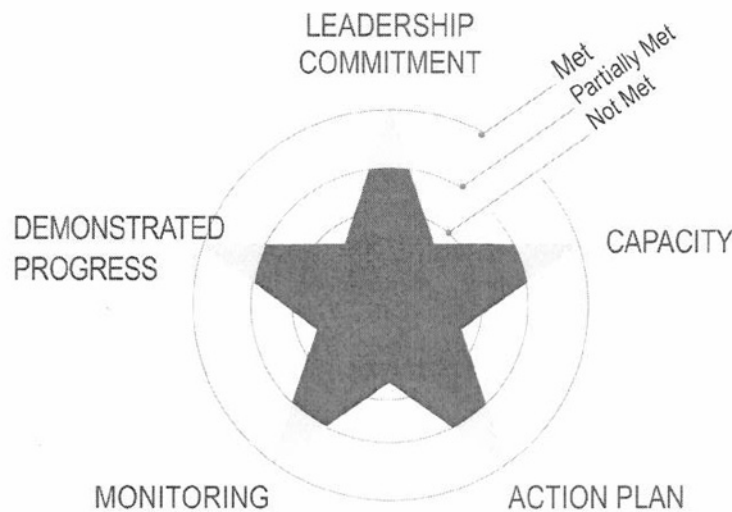 LEADERSHIP
COMMITMENT
Met
Partially Met
Not Met
DEMONSTRATED
PROGRESS
CAPACITY
MONITORING
ACTION PLAN